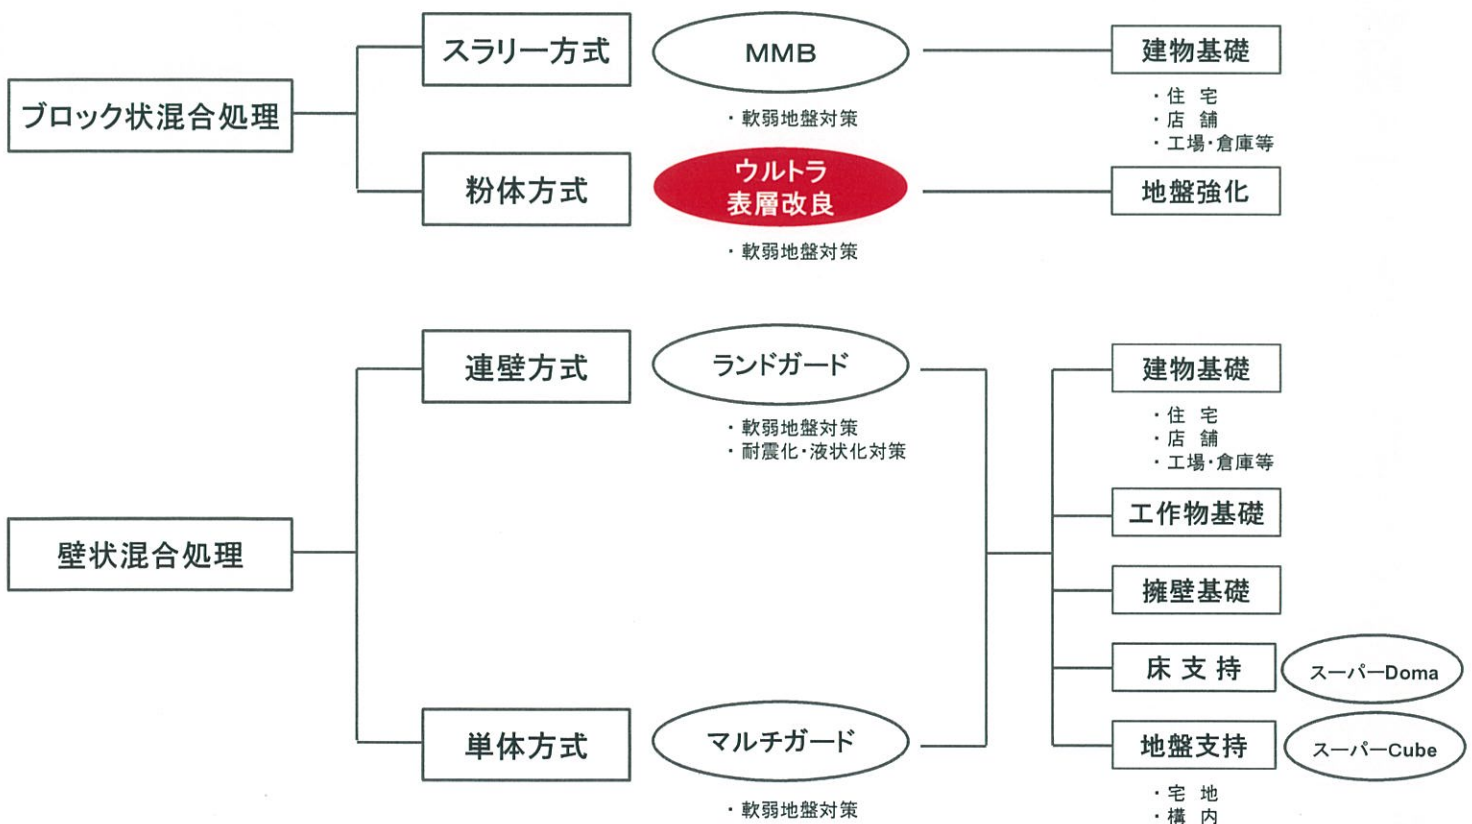 ブロック状混合処理
スラリー方式
MMB
・軟弱地盤対策
建物基礎
・住 宅
・店 舗
・工場・倉庫等
粉体方式
ウルトラ
表層改良
・軟弱地盤対策
地盤強化
壁状混合処理
連壁方式
ランドガード
・軟弱地盤対策
・耐震化・液状化対策
単体方式
マルチガード
・軟弱地盤対策
建物基礎
・住 宅
・店 舗
・工場・倉庫等
工作物基礎
擁壁基礎
床 支 持
スーパーDoma
地盤支持
スーパーCube
・宅 地
・構 内